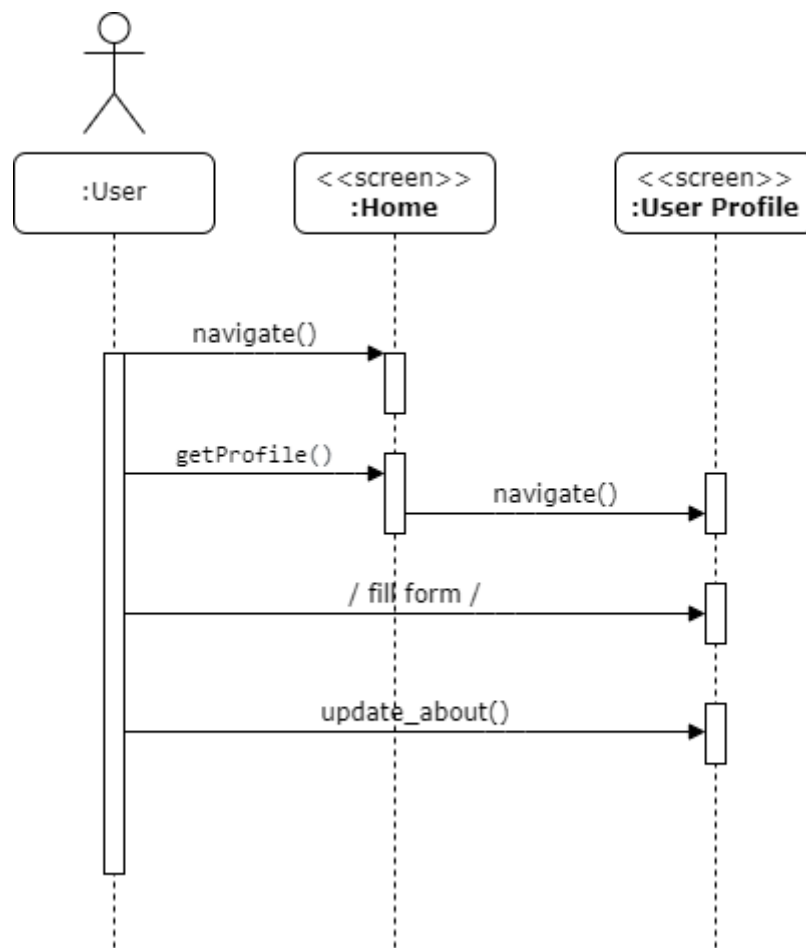 :User
<<screen>>
:Home
<<screen>>
:User Profile
navigate()
getProfile()
navigate()
/ fill form /
update_about()